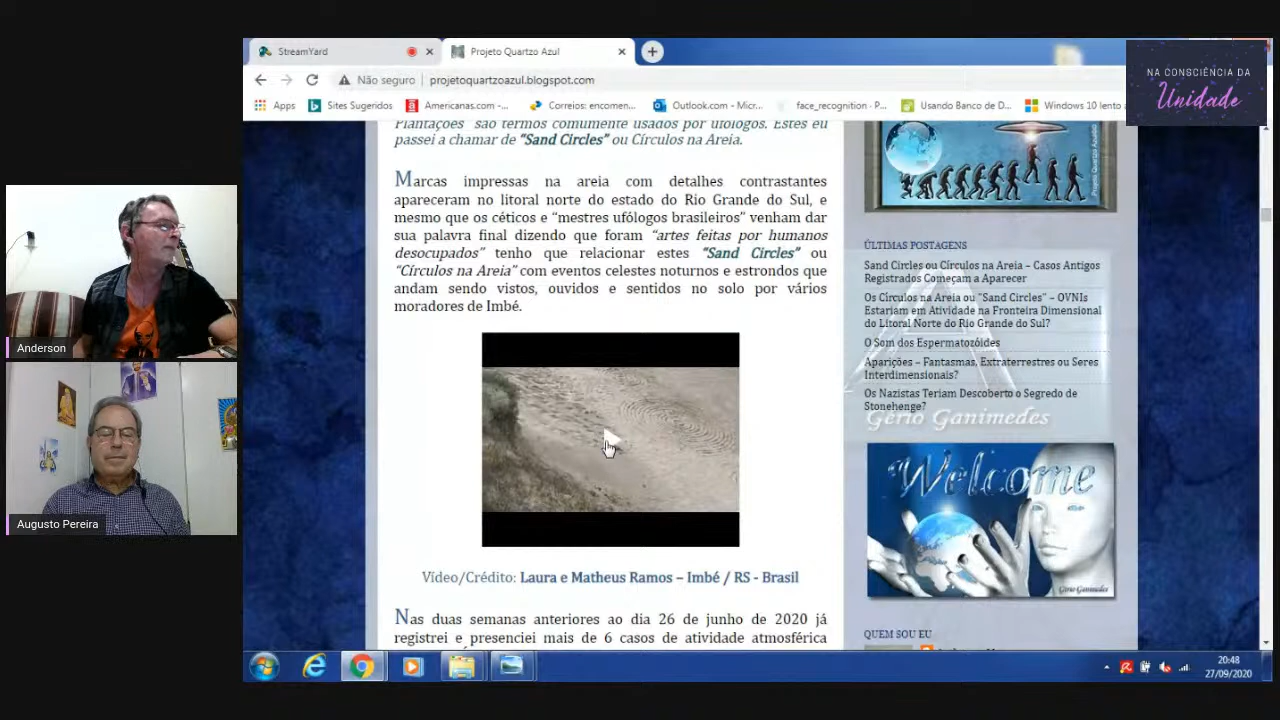 StreamYard
Projeto Quartzo Azul
Não seguro
projetoquartzoazul.blogspot.com
Apps
Sites Sugeridos
Americanas.com -...
Correios: encomen...
Outlook.com - Micr...
face_recognition · P...
Usando Banco de D...
Windows 10 lento
NA CONSCIÊNCIA DA
Unidade
Plantações são termos comumente usados por ufólogos. Estes eu
passei a chamar de “Sand Circles” ou Círculos na Areia.
Marcas impressas na areia com detalhes contrastantes
apareceram no litoral norte do estado do Rio Grande do Sul, e
mesmo que os céticos e “mestres ufólogos brasileiros” venham dar
sua palavra final dizendo que foram “artes feitas por humanos
desocupados” tenho que relacionar estes “Sand Circles” ou
“Círculos na Areia” com eventos celestes noturnos e estrondos que
andam sendo vistos, ouvidos e sentidos no solo por vários
moradores de Imbé.
Vídeo/Crédito: Laura e Matheus Ramos – Imbé / RS - Brasil
Nas duas semanas anteriores ao dia 26 de junho de 2020 já
registrei e presenciei mais de 6 casos de atividade atmosférica
Projeto Quartzo Azul
ÚLTIMAS POSTAGENS
Sand Circles ou Círculos na Areia – Casos Antigos
Registrados Começam a Aparecer
Os Círculos na Areia ou "Sand Circles" – OVNIs
Estariam em Atividade na Fronteira Dimensional
do Litoral Norte do Rio Grande do Sul?
O Som dos Espermatozóides
Aparições – Fantasmas, Extraterrestres ou Seres
Interdimensionais?
Os Nazistas Teriam Descoberto o Segredo de
Stonehenge?
Gério Ganimedes
Welcome
Gério Ganimedes
QUEM SOU EU
Anderson
Augusto Pereira
20:48
27/09/2020